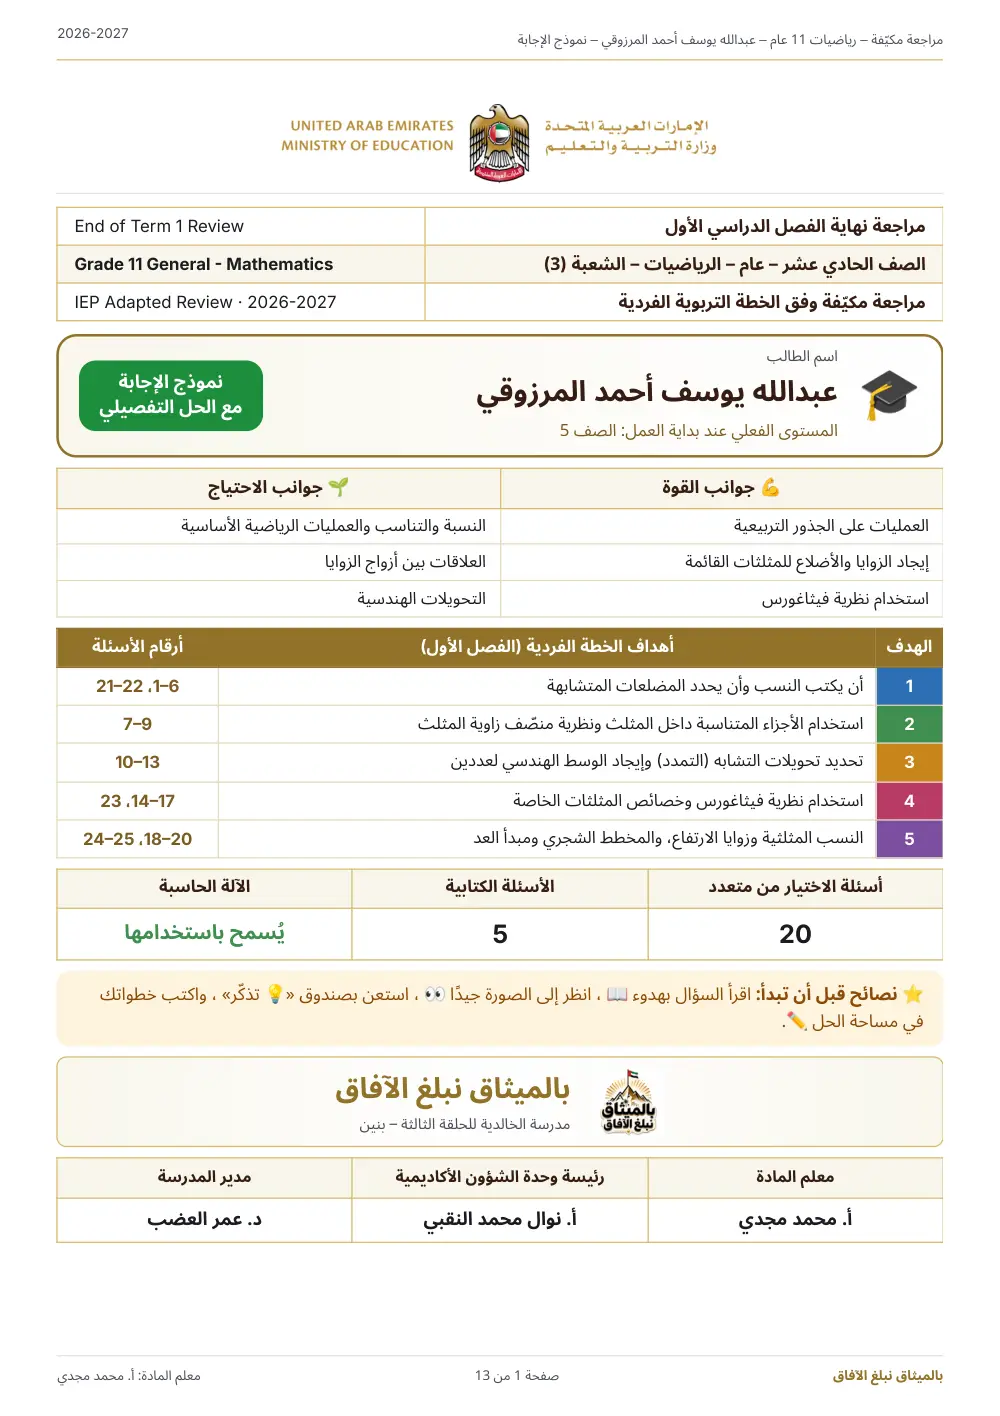 مراجعة مكيّفة – رياضيات 11 عام – عبدالله يوسف أحمد المرزوقي – نموذج الإجابة
2026-2027
UNITED ARAB EMIRATES
MINISTRY OF EDUCATION
الإمارات العربية المتحدة
وزارة التربية والتعليم
مراجعة نهاية الفصل الدراسي الأول
End of Term 1 Review
الصف الحادي عشر – عام – الرياضيات – الشعبة (3)
Grade 11 General - Mathematics
مراجعة مكيّفة وفق الخطة التربوية الفردية
IEP Adapted Review · 2026-2027
اسم الطالب
عبدالله يوسف أحمد المرزوقي
المستوى الفعلي عند بداية العمل: الصف 5
نموذج الإجابة
مع الحل التفصيلي
💪 جوانب القوة
🌱 جوانب الاحتياج
العمليات على الجذور التربيعية
النسبة والتناسب والعمليات الرياضية الأساسية
إيجاد الزوايا والأضلاع للمثلثات القائمة
العلاقات بين أزواج الزوايا
استخدام نظرية فيثاغورس
التحويلات الهندسية
الهدف
أهداف الخطة الفردية (الفصل الأول)
أرقام الأسئلة
1
أن يكتب النسب وأن يحدد المضلعات المتشابهة
1–6، 21–22
2
استخدام الأجزاء المتناسبة داخل المثلث ونظرية منصّف زاوية المثلث
7–9
3
تحديد تحويلات التشابه (التمدد) وإيجاد الوسط الهندسي لعددين
10–13
4
استخدام نظرية فيثاغورس وخصائص المثلثات الخاصة
14–17، 23
5
النسب المثلثية وزوايا الارتفاع، والمخطط الشجري ومبدأ العد
18–20، 24–25
أسئلة الاختيار من متعدد
الأسئلة الكتابية
الآلة الحاسبة
20
5
يُسمح باستخدامها
⭐ نصائح قبل أن تبدأ: اقرأ السؤال بهدوء 📖 ، انظر إلى الصورة جيدًا 👀 ، استعن بصندوق «💡 تذكّر» ، واكتب خطواتك
في مساحة الحل ✏️.
بالميثاق
نبلغ الآفاق
بالميثاق نبلغ الآفاق
مدرسة الخالدية للحلقة الثالثة – بنين
معلم المادة
رئيسة وحدة الشؤون الأكاديمية
مدير المدرسة
أ. محمد مجدي
أ. نوال محمد النقبي
د. عمر العضب
بالميثاق نبلغ الآفاق
صفحة 1 من 13
معلم المادة: أ. محمد مجدي